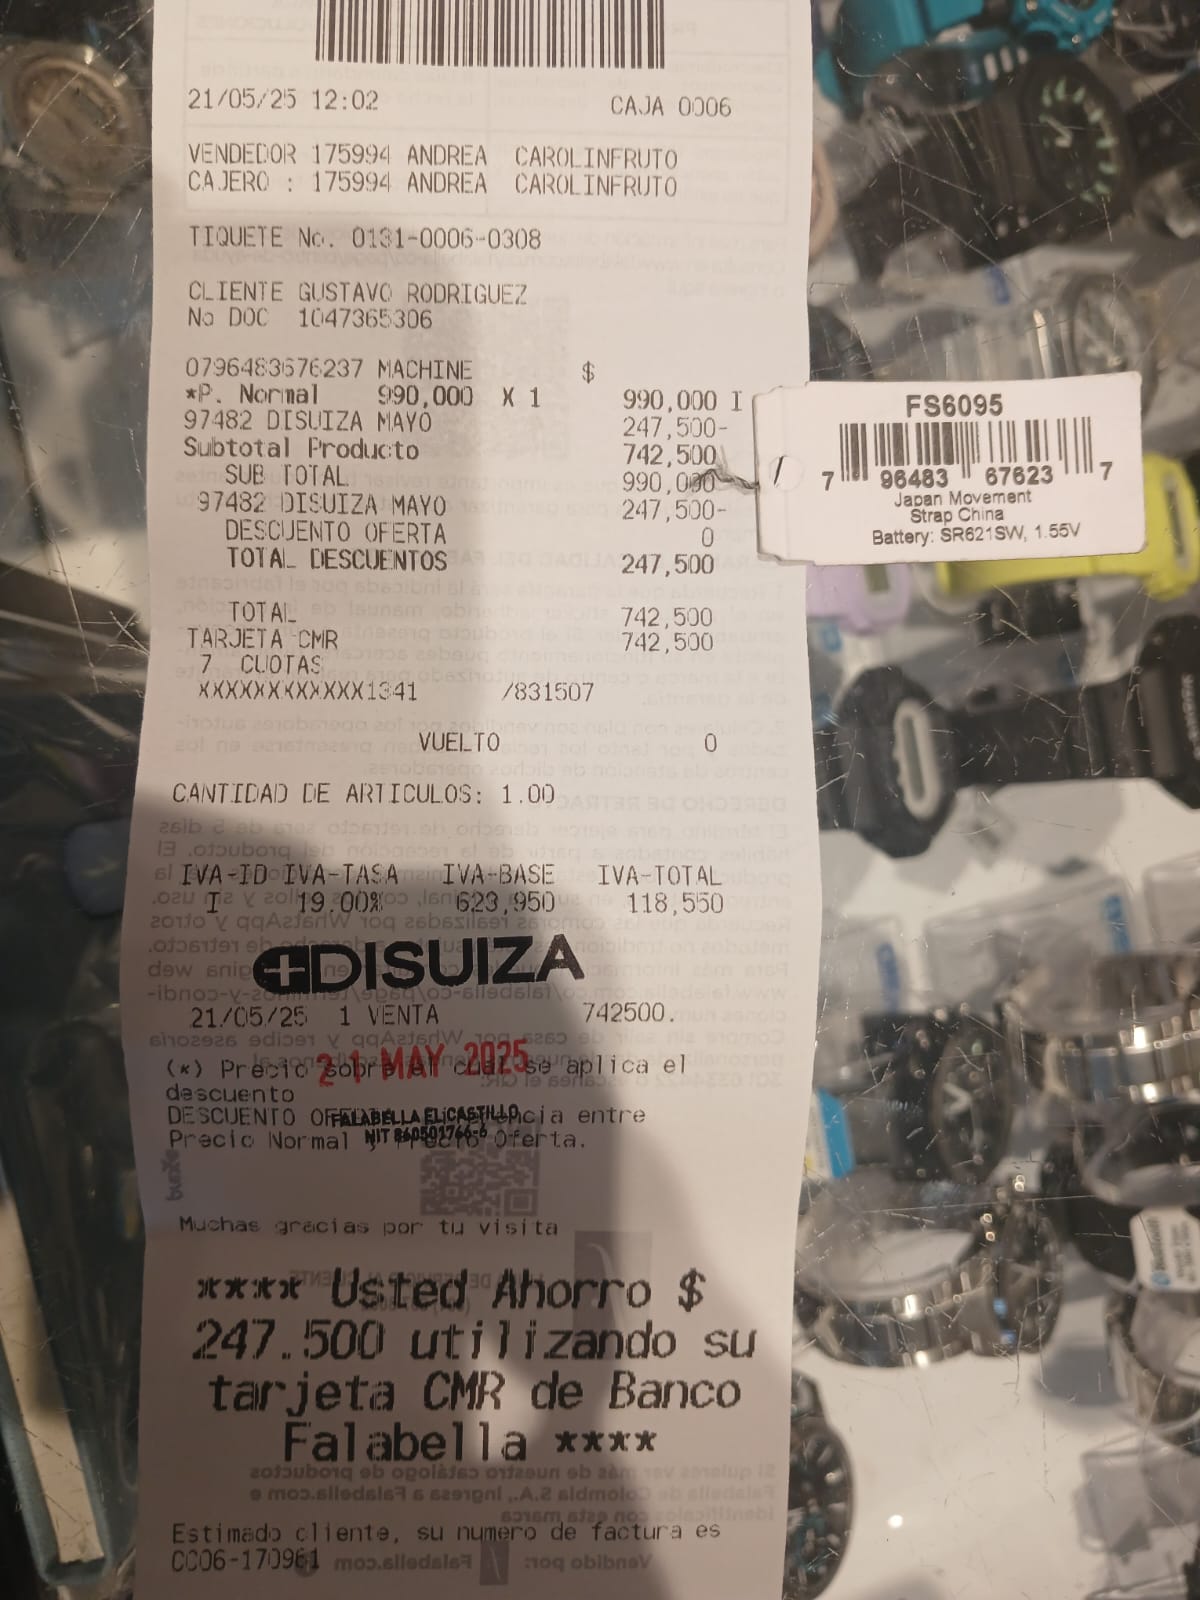 21/05/25 12:02 CAJA 0006
VENDEDOR 175994 ANDREA CAROLINFRUTO
CAJERO : 175994 ANDREA CAROLINFRUTO
TIQUETE No. 0131-0006-0308
CLIENTE GUSTAVO RODRIGUEZ
No DOC 1047365306
0796483676237 MACHINE $
*P. Normal 990,000 X 1 990,000 I
97482 DISUIZA MAYO 247,500-
Subtotal Producto 742,500
SUB TOTAL 990,000
97482 DISUIZA MAYO 247,500-
DESCUENTO OFERTA 0
TOTAL DESCUENTOS 247,500
TOTAL 742,500
TARJETA CMR 742,500
7 CUOTAS
XXXXXXXXXXXX1341 /831507
VUELTO 0
CANTIDAD DE ARTICULOS: 1.00
IVA-ID IVA-TASA IVA-BASE IVA-TOTAL
I 19.00% 623,950 118,550
DISUIZA
21/05/25 1 VENTA 742500.
21 MAY 2025
(*) Precio sobre el cual se aplica el
descuento
FALABELLA EL CASTILLO
NIT 860501766-6
DESCUENTO entre
Precio Normal y Precio Oferta.
Muchas gracias por tu visita
**** Usted Ahorro $
247.500 utilizando su
tarjeta CMR de Banco
Falabella ****
Estimado cliente, su numero de factura es
CC06-170961
FS6095
7 96483 67623 7
Japan Movement
Strap China
Battery: SR621SW, 1.55V